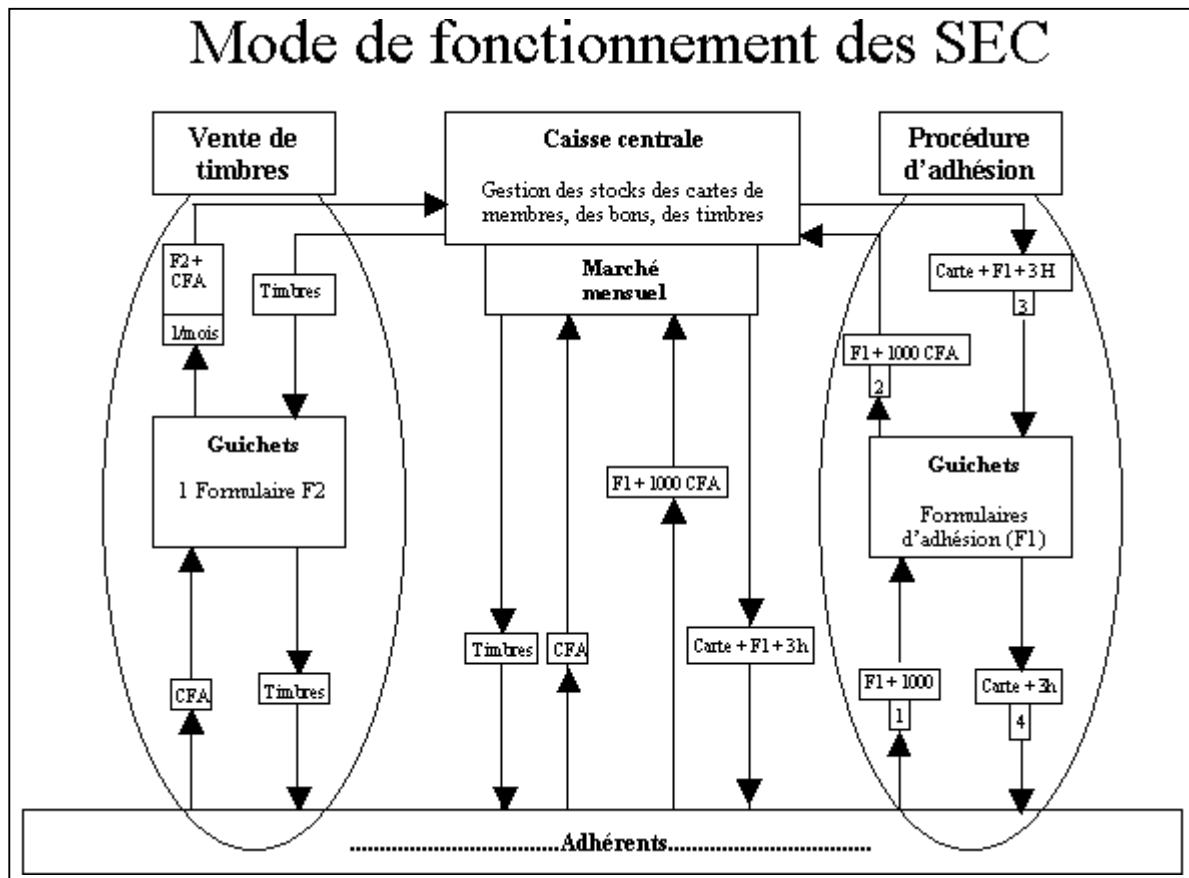 Mode de fonctionnement des SEC
Vente de
timbres
Caisse centrale
Gestion des stocks des cartes de
membres, des bons, des timbres
Procédure
d'adhésion
F2 +
CFA
1/mois
Timbres
Marché
mensuel
Carte + F1 + 3 H
3
F1 + 1000 CFA
2
Guichets
1 Formulaire F2
F1 + 1000 CFA
Guichets
Formulaires
d'adhésion (F1)
CFA
Timbres
Timbres
CFA
Carte + F1 + 3h
F1 + 1000
1
Carte + 3h
4
...................................Adhérents..................................